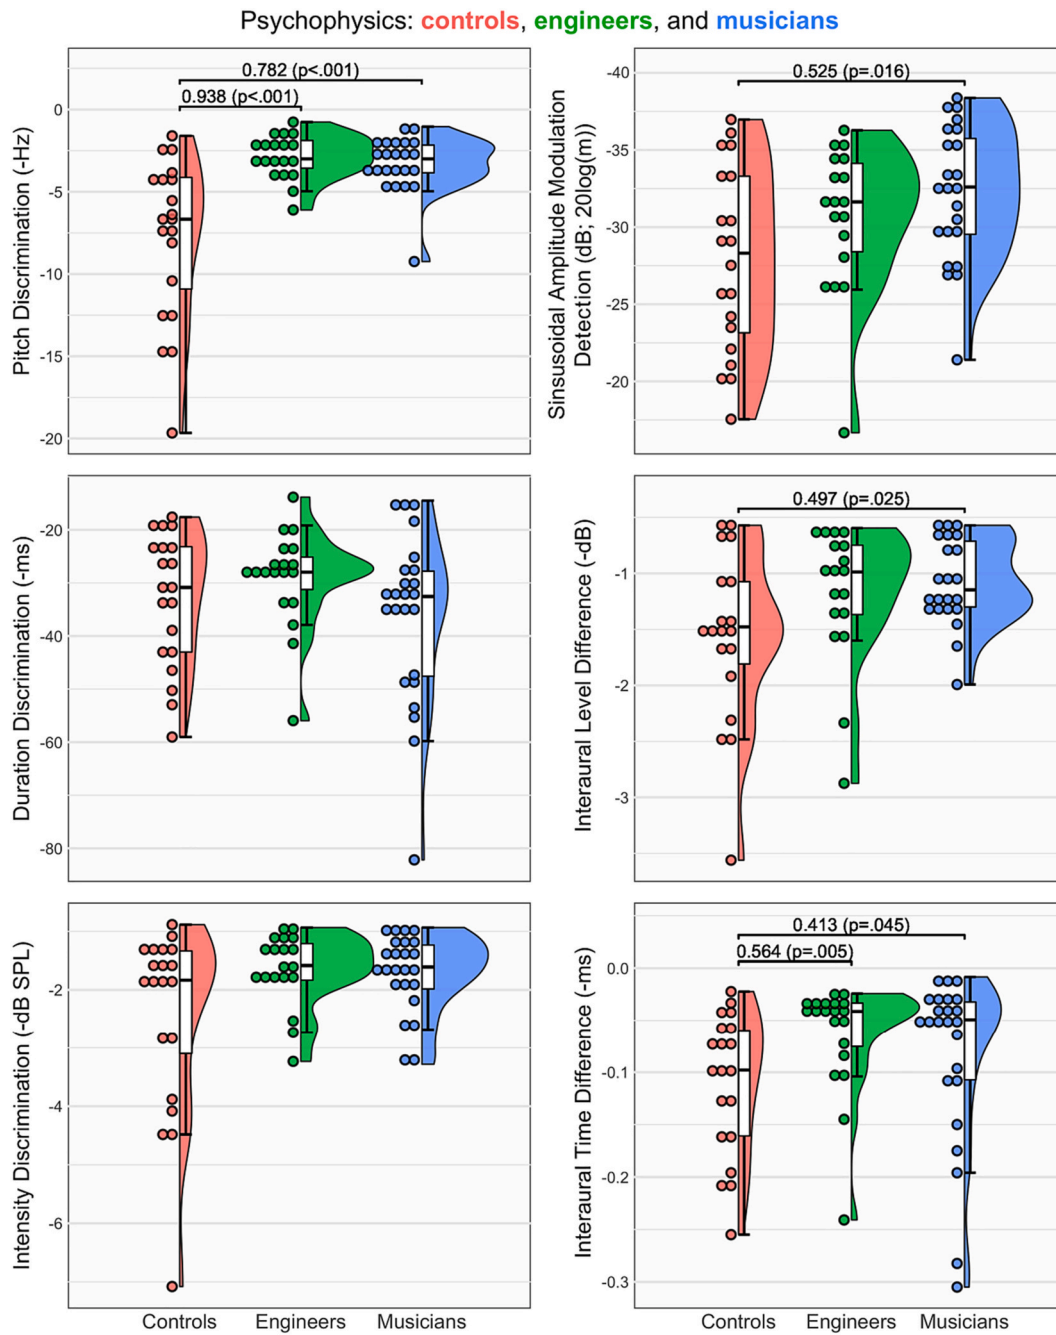 Psychophysics: controls, engineers, and musicians
Pitch Discrimination (-Hz)
0
-5
-10
-15
-20
0.782 (p<.001)
0.938 (p<.001)
Sinsusoidal Amplitude Modulation
Detection (dB; 20log(m))
-40
-35
-30
-25
-20
0.525 (p=.016)
Duration Discrimination (-ms)
-20
-40
-60
-80
Interaural Level Difference (-dB)
-1
-2
-3
0.497 (p=.025)
Intensity Discrimination (-dB SPL)
-2
-4
-6
Controls Engineers Musicians
Interaural Time Difference (-ms)
0.0
-0.1
-0.2
-0.3
0.413 (p=.045)
0.564 (p=.005)
Controls Engineers Musicians